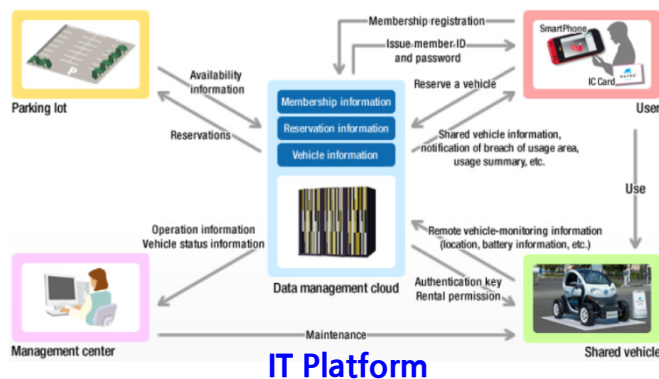 Membership registration
Issue member ID
and password
SmartPhone
IC Card
Parking lot
Availability
information
Reserve a vehicle
User
Membership information
Reservation information
Vehicle information
Reservations
Shared vehicle information,
notification of breach of usage area,
usage summary, etc.
Use
Operation information
Vehicle status information
Remote vehicle-monitoring information
(location, battery information, etc.)
Data management cloud
Authentication key
Rental permission
Management center
Maintenance
Shared vehicle
IT Platform